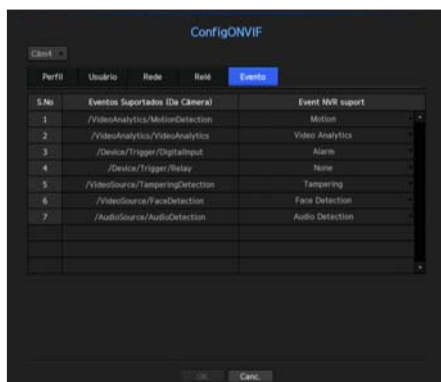 ConfigONVIF
Câm4
Perfil Usuário Rede Relé Evento
S.No Eventos Suportados (Da Câmera) Event NVR suport
1 /VideoAnalytics/MotionDetection Motion
2 /VideoAnalytics/VideoAnalytics Video Analytics
3 /Device/Trigger/DigitalInput Alarm
4 /Device/Trigger/Relay None
5 /VideoSource/TamperingDetection Tampering
6 /VideoSource/FaceDetection Face Detection
7 /AudioSource/AudioDetection Audio Detection
OK Canc.